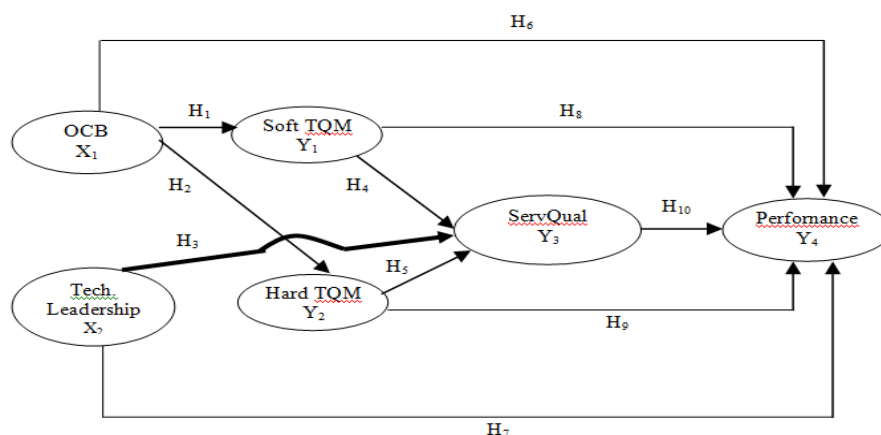 H6
OCB
X1
H1
Soft TQM
Y1
H8
H2
H4
ServQual
Y3
H10
Perfornance
Y4
H3
H5
Tech.
Leadership
X2
Hard TQM
Y2
H9
H7